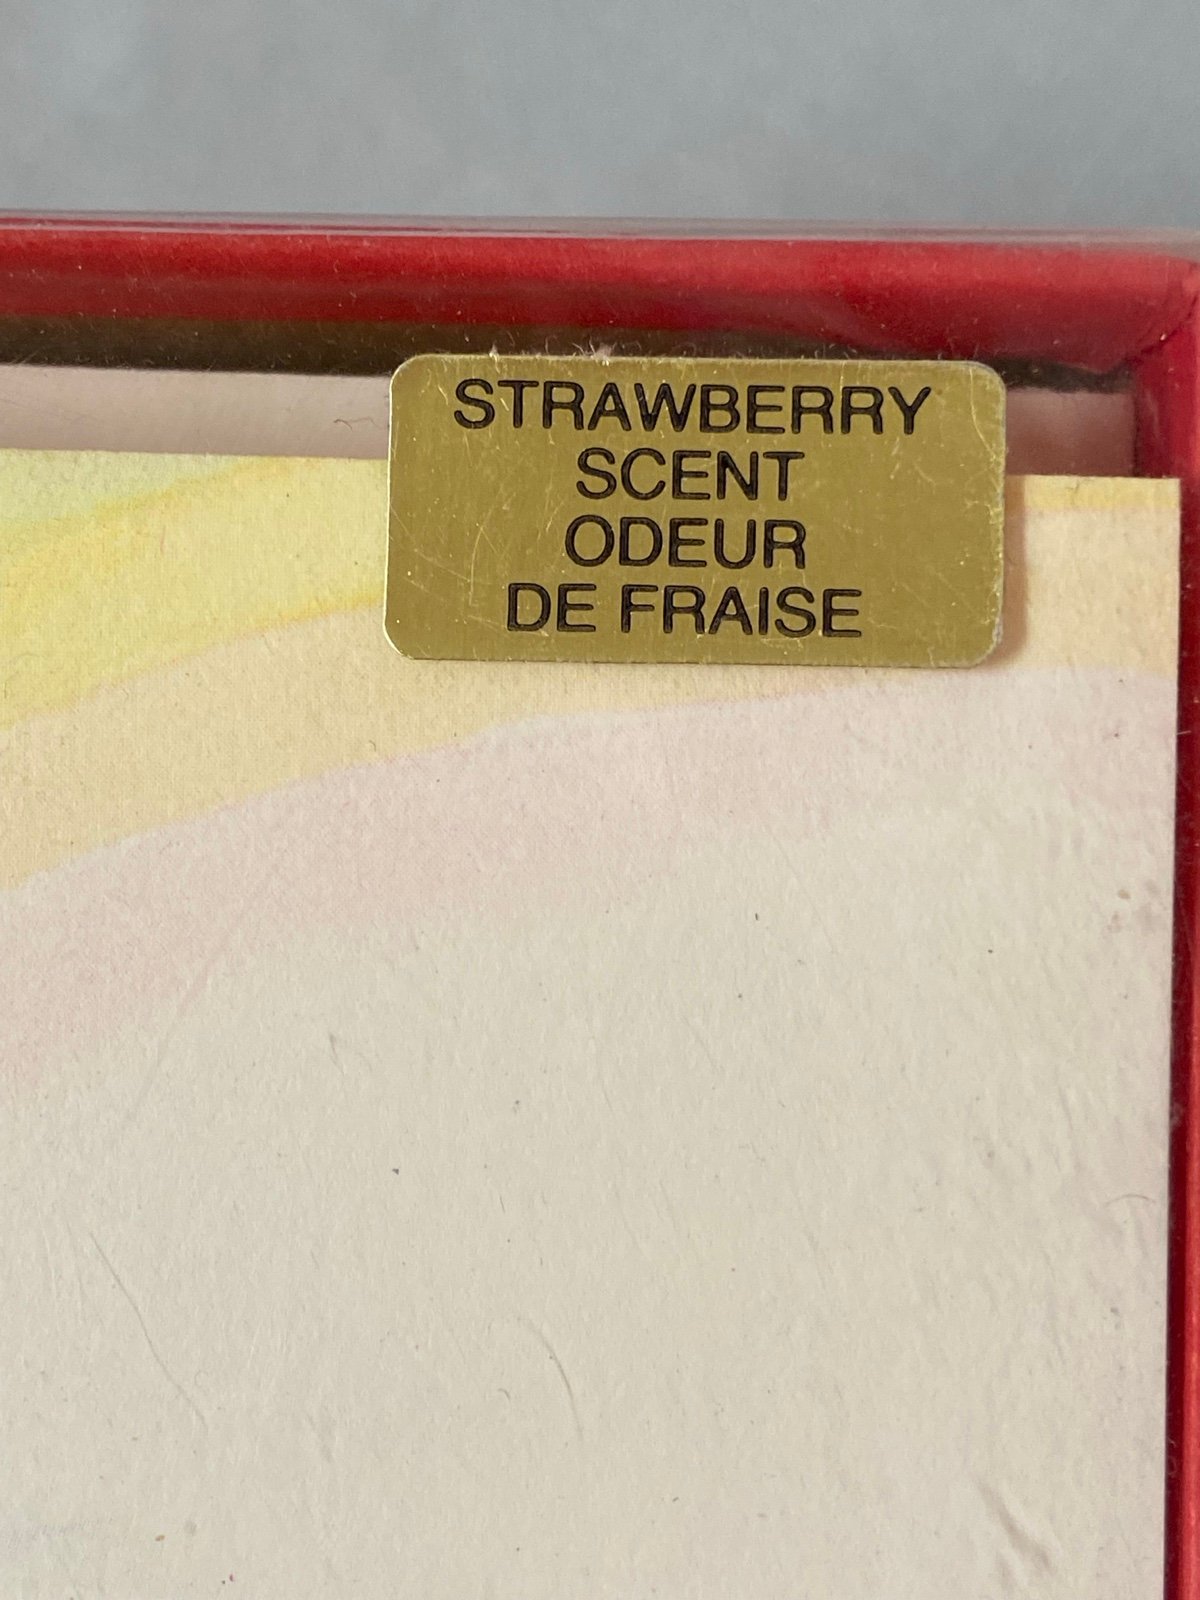 STRAWBERRY
SCENT
ODEUR
DE FRAISE